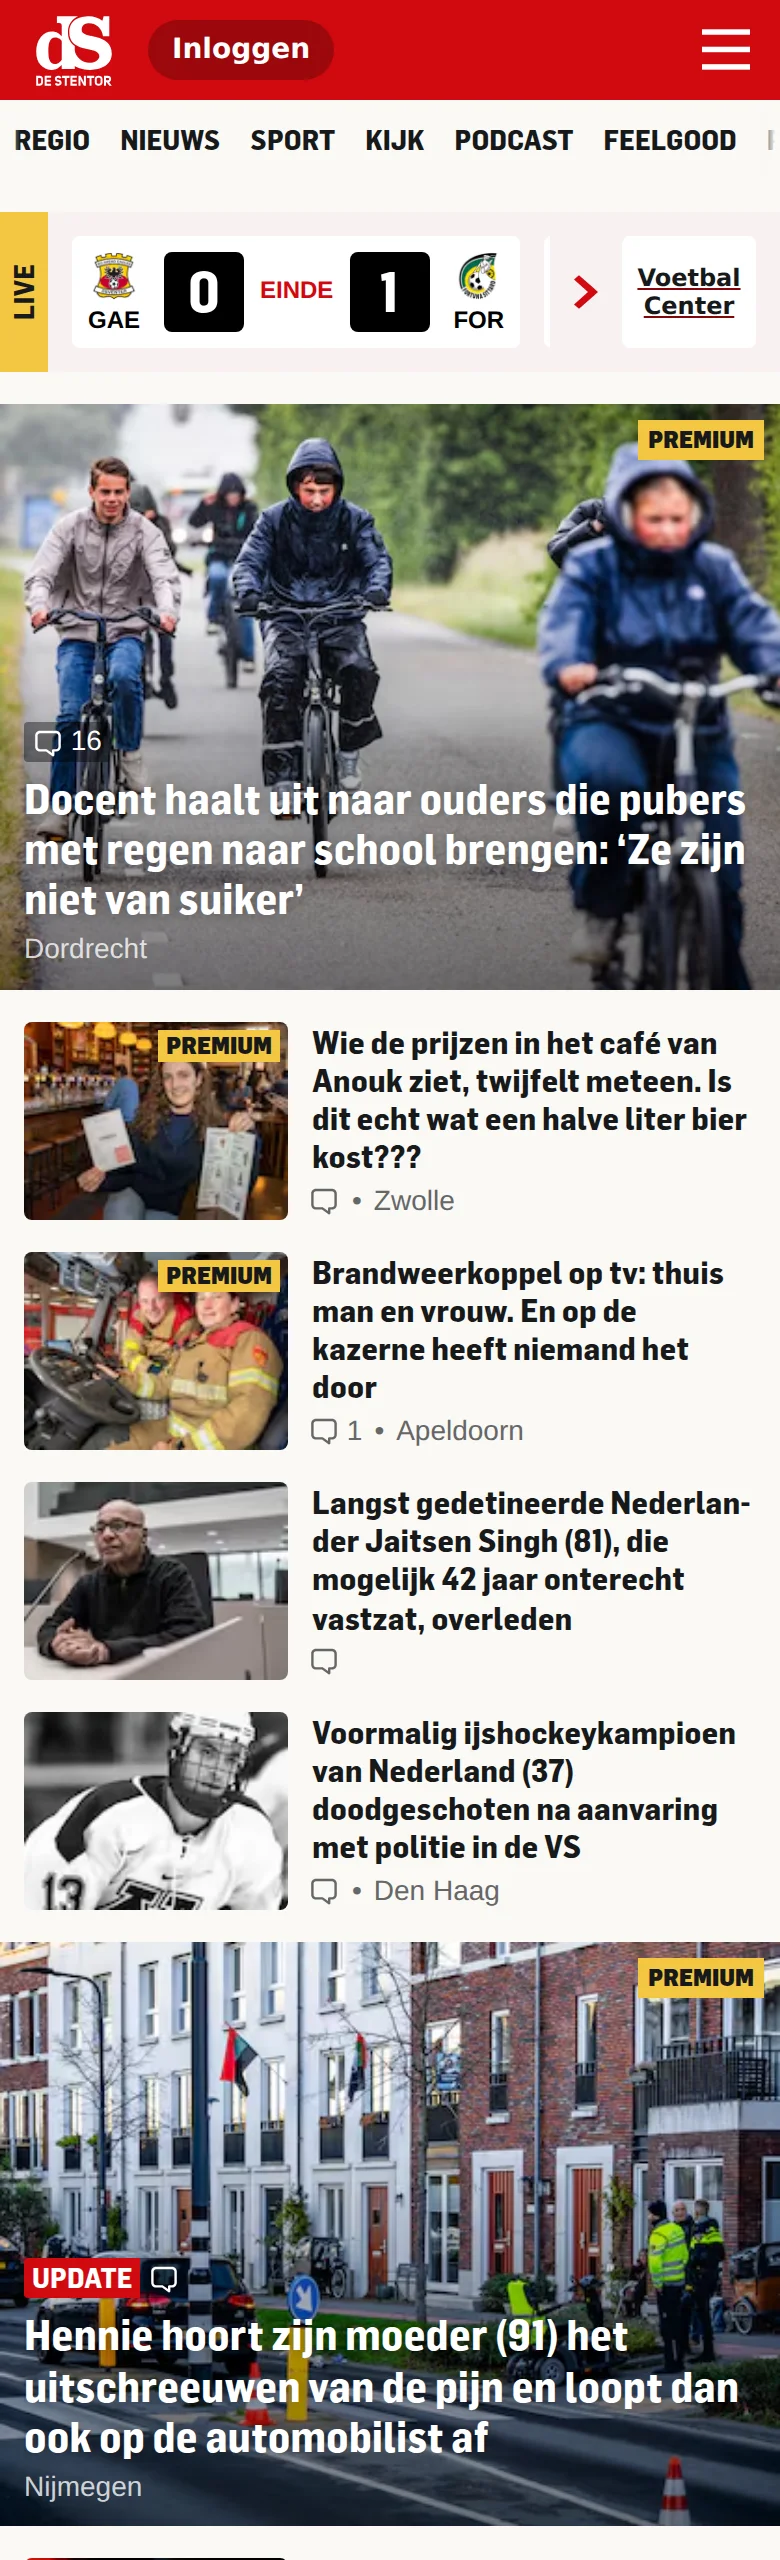 dS
DE STENTOR
Inloggen
REGIO NIEUWS SPORT KIJK PODCAST FEELGOOD
LIVE
GAE
0
EINDE
1
FOR
Voetbal
Center
PREMIUM
16
Docent haalt uit naar ouders die pubers
met regen naar school brengen: ‘Ze zijn
niet van suiker’
Dordrecht
PREMIUM
Wie de prijzen in het café van
Anouk ziet, twijfelt meteen. Is
dit echt wat een halve liter bier
kost???
• Zwolle
PREMIUM
Brandweerkoppel op tv: thuis
man en vrouw. En op de
kazerne heeft niemand het
door
1 • Apeldoorn
Langst gedetineerde Nederlan-
der Jaitsen Singh (81), die
mogelijk 42 jaar onterecht
vastzat, overleden
13
Voormalig ijshockeykampioen
van Nederland (37)
doodgeschoten na aanvaring
met politie in de VS
• Den Haag
PREMIUM
UPDATE
Hennie hoort zijn moeder (91) het
uitschreeuwen van de pijn en loopt dan
ook op de automobilist af
Nijmegen